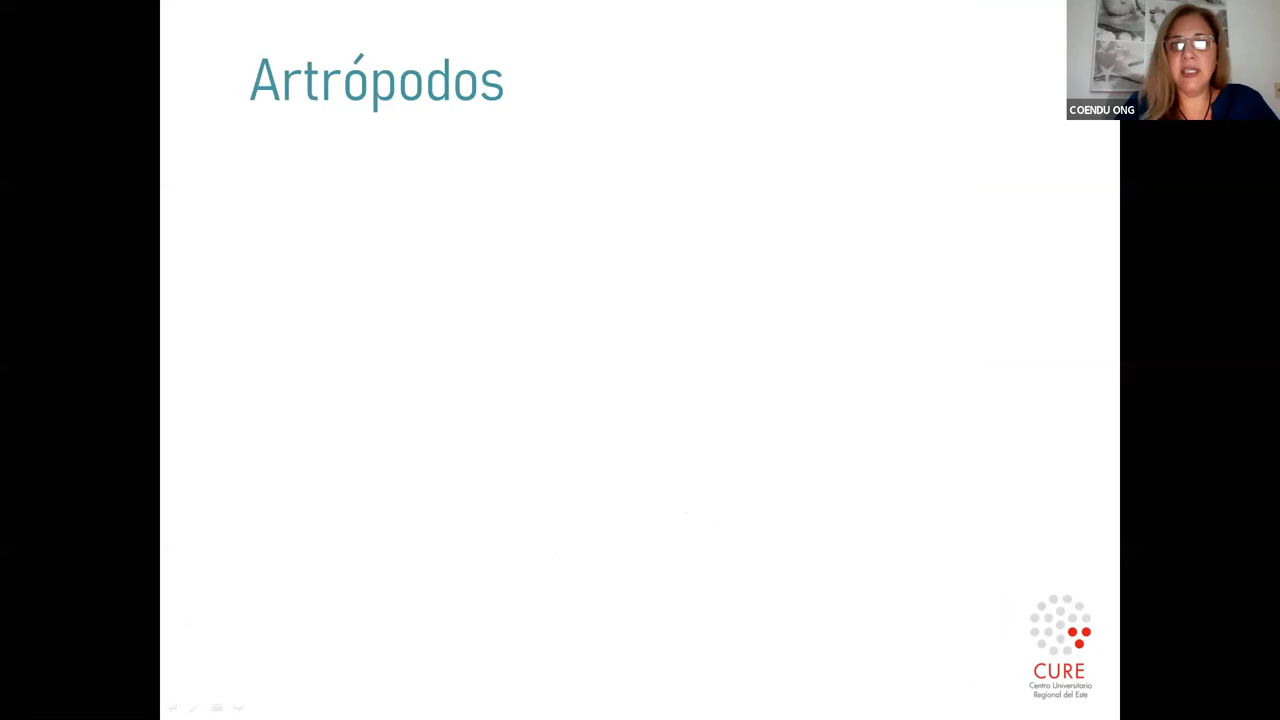 Artrópodos
COENDU ONG
CURE
Centro Universitario
Regional del Este